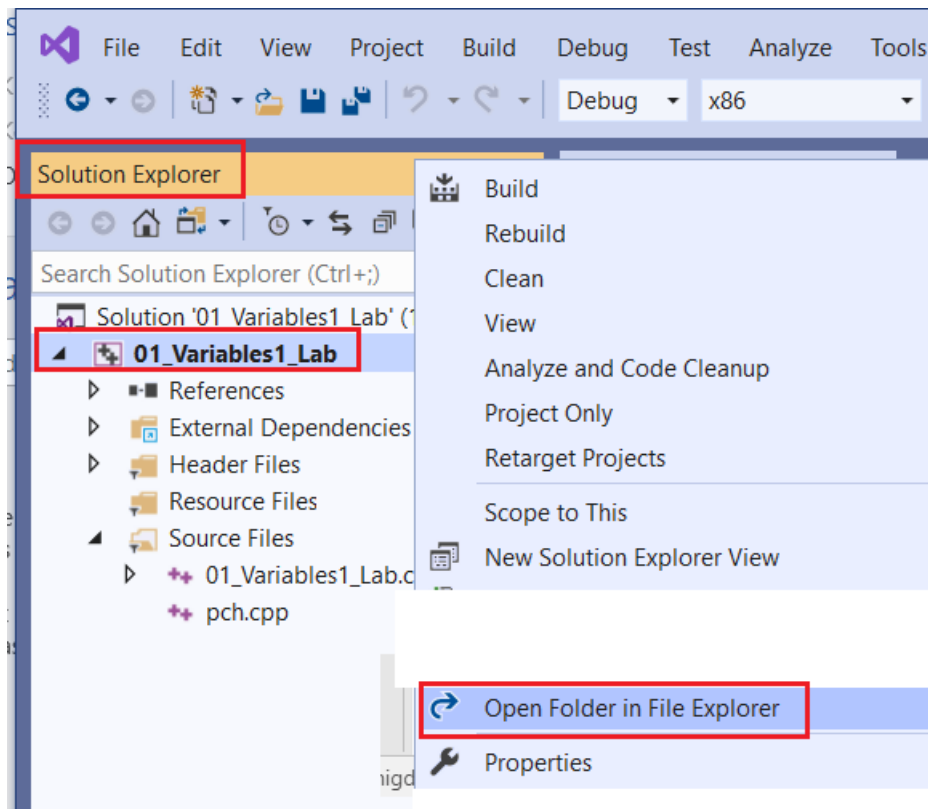 File Edit View Project Build Debug Test Analyze Tools
Debug x86
Solution Explorer
Search Solution Explorer (Ctrl+;)
Solution '01_Variables1_Lab' (
01_Variables1_Lab
References
External Dependencies
Header Files
Resource Files
Source Files
01_Variables1_Lab.c
pch.cpp
Build
Rebuild
Clean
View
Analyze and Code Cleanup
Project Only
Retarget Projects
Scope to This
New Solution Explorer View
Open Folder in File Explorer
Properties